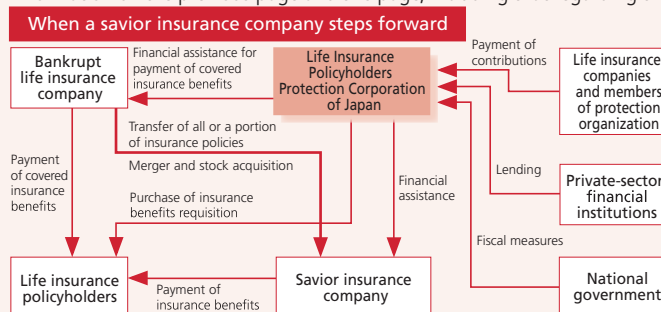 When a savior insurance company steps forward
Bankrupt
life insurance
company
Financial assistance for
payment of covered
insurance benefits
Life Insurance
Policyholders
Protection Corporation
of Japan
Payment of
contributions
Life insurance
companies
and members
of protection
organization
Transfer of all or a portion
of insurance policies
Merger and stock acquisition
Payment
of covered
insurance
benefits
Purchase of insurance
benefits requisition
Financial
assistance
Lending
Private-sector
financial
institutions
Fiscal measures
Life insurance
policyholders
Payment of
insurance benefits
Savior insurance
company
National
government